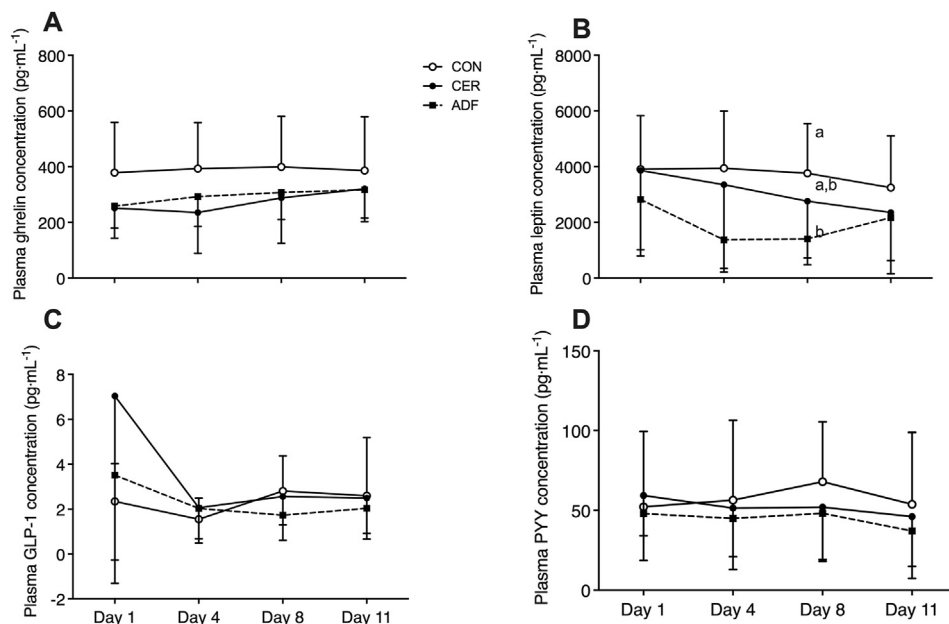 A
Plasma ghrelin concentration (pg·mL⁻¹)
800
600
400
200
0
CON
CER
ADF
B
Plasma leptin concentration (pg·mL⁻¹)
8000
6000
4000
2000
0
a
a,b
b
C
Plasma GLP-1 concentration (pg·mL⁻¹)
8
6
4
2
0
-2
Day 1 Day 4 Day 8 Day 11
D
Plasma PYY concentration (pg·mL⁻¹)
150
100
50
0
Day 1 Day 4 Day 8 Day 11